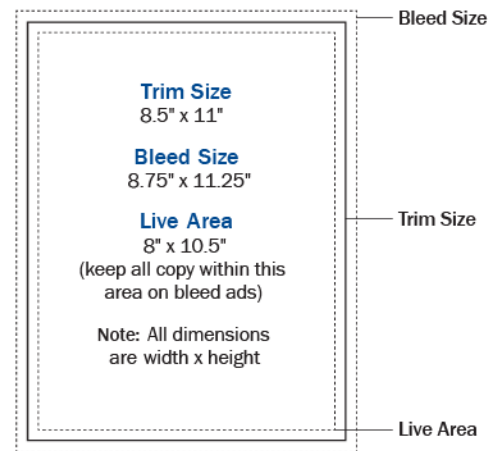 Bleed Size
Trim Size
8.5" x 11"
Bleed Size
8.75" x 11.25"
Live Area
8" x 10.5"
(keep all copy within this
area on bleed ads)
Note: All dimensions
are width x height
Trim Size
Live Area